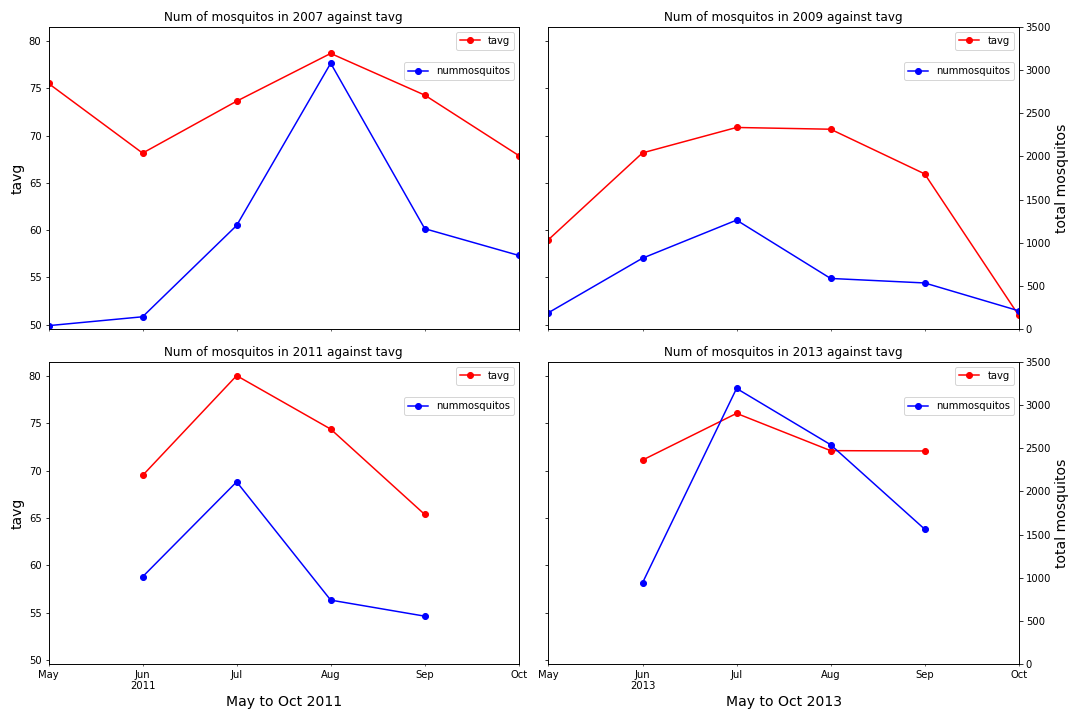 Num of mosquitos in 2007 against tavg
80
75
70
65
60
55
50
tavg
tavg
nummosquitos
Num of mosquitos in 2009 against tavg
tavg
nummosquitos
3500
3000
2500
2000
1500
1000
500
0
total mosquitos
Num of mosquitos in 2011 against tavg
80
75
70
65
60
55
50
tavg
tavg
nummosquitos
May
Jun
2011
Jul
Aug
Sep
Oct
May to Oct 2011
Num of mosquitos in 2013 against tavg
tavg
nummosquitos
3500
3000
2500
2000
1500
1000
500
0
total mosquitos
May
Jun
2013
Jul
Aug
Sep
Oct
May to Oct 2013